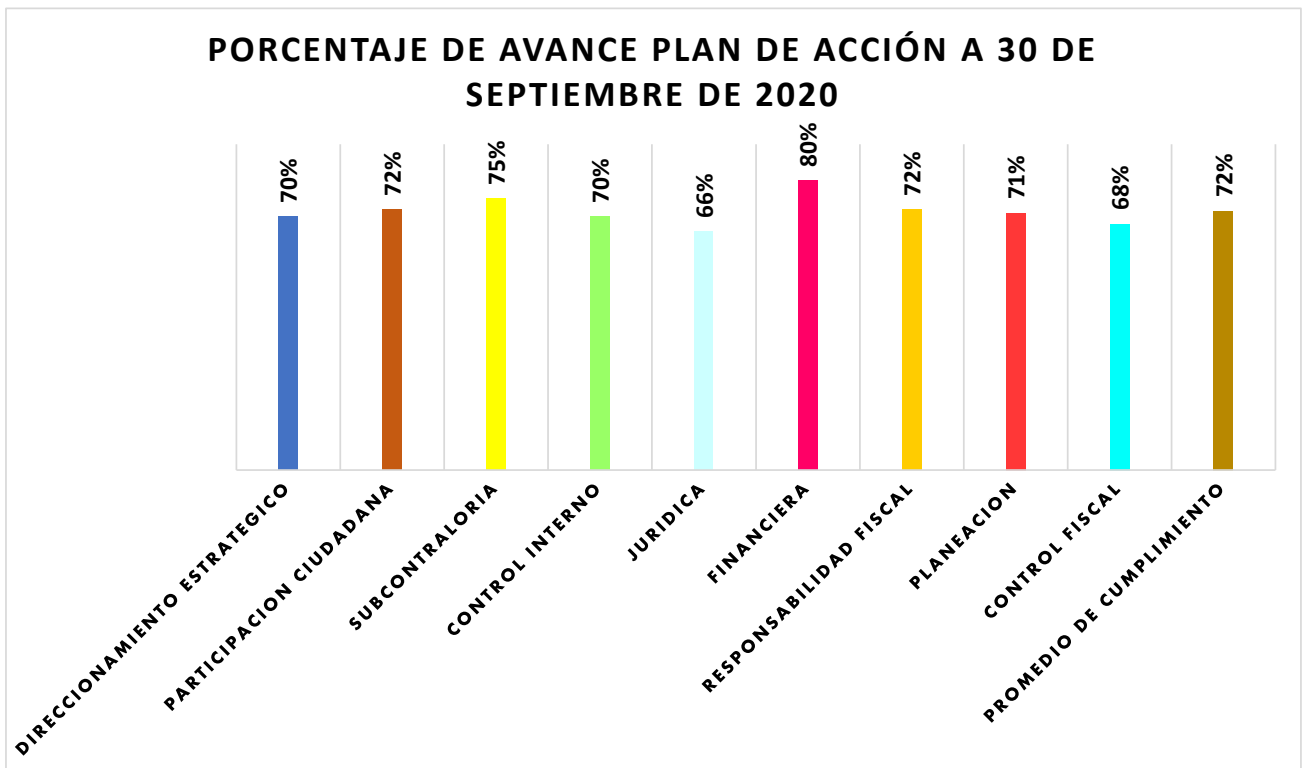 PORCENTAJE DE AVANCE PLAN DE ACCIÓN A 30 DE
SEPTIEMBRE DE 2020
70%
72%
75%
70%
66%
80%
72%
71%
68%
72%
DIRECCIONAMIENTO ESTRATEGICO
PARTICIPACION CIUDADANA
SUBCONTRALORIA
CONTROL INTERNO
JURIDICA
FINANCIERA
RESPONSABILIDAD FISCAL
PLANEACION
CONTROL FISCAL
PROMEDIO DE CUMPLIMIENTO